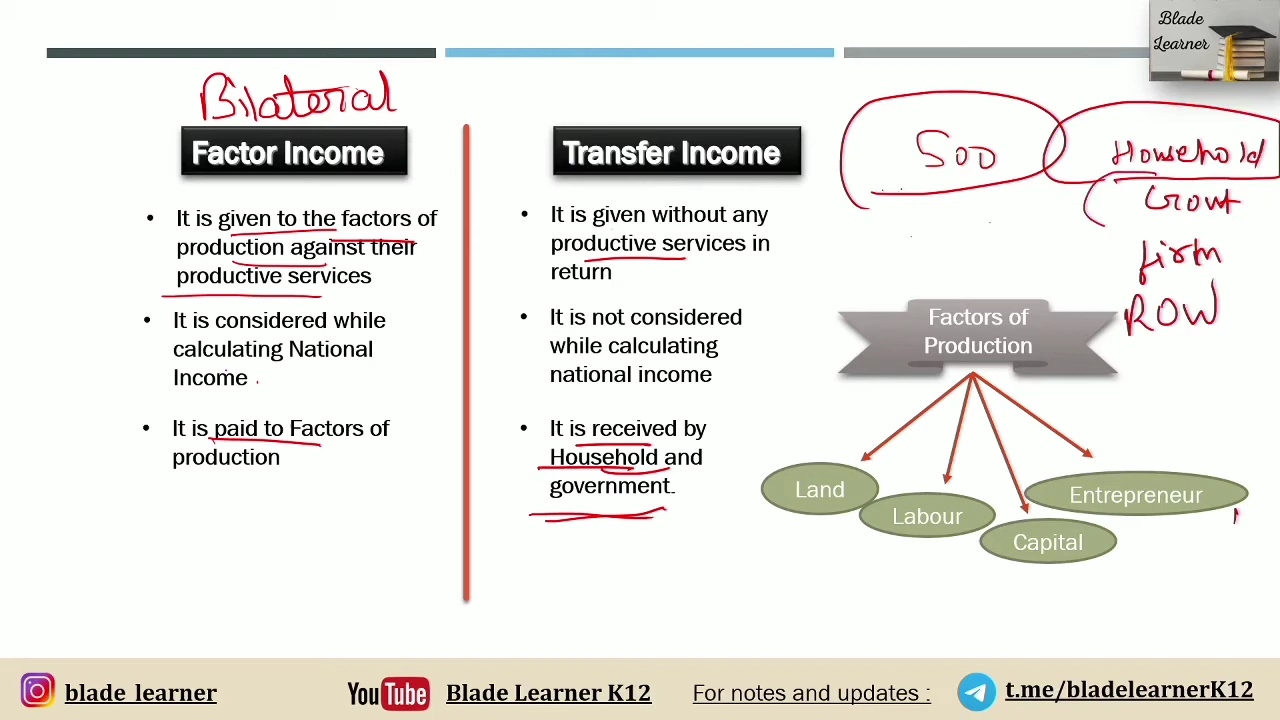 Blade
Learner
Bilateral
Factor Income
Transfer Income
500
Household
Govt
firm
ROW
• It is given to the factors of
production against their
productive services
• It is considered while
calculating National
Income
• It is paid to Factors of
production
• It is given without any
productive services in
return
• It is not considered
while calculating
national income
• It is received by
Household and
government.
Factors of
Production
Land
Labour
Capital
Entrepreneur
blade_learner
YouTube
Blade Learner K12
For notes and updates :
t.me/bladelearnerK12